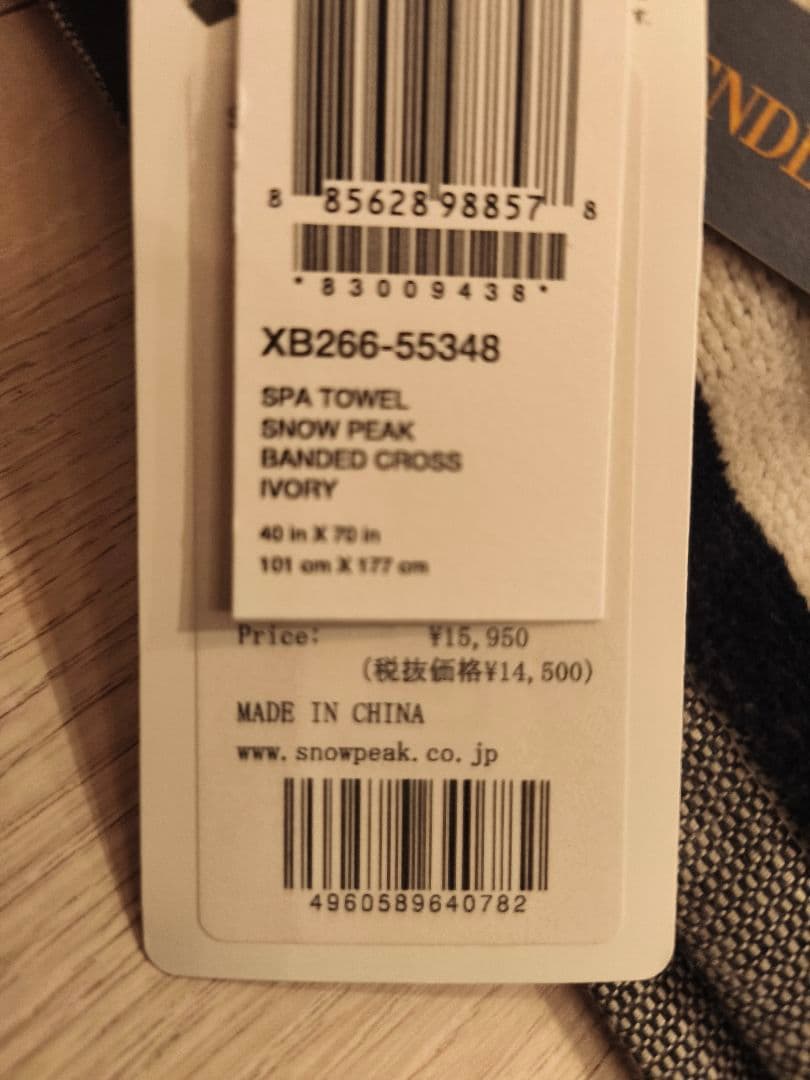 す.
ENDL
8 85628 98857 8
*83009438*
XB266-55348
SPA TOWEL
SNOW PEAK
BANDED CROSS
IVORY
40 in X 70 in
101 cm X 177 cm
Price: ¥15,950
(税抜価格¥14,500)
MADE IN CHINA
www.snowpeak.co.jp
4960589640782